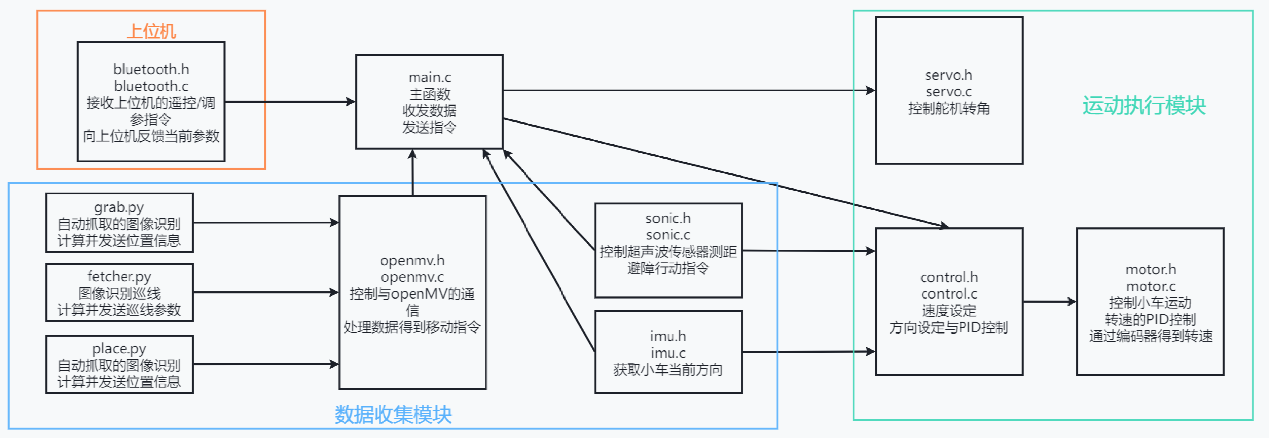 上位机
bluetooth.h
bluetooth.c
接收上位机的遥控/调
参指令
向上位机反馈当前参数
main.c
主函数
收发数据
发送指令
servo.h
servo.c
控制舵机转角
运动执行模块
grab.py
自动抓取的图像识别
计算并发送位置信息
fetcher.py
图像识别巡线
计算并发送巡线参数
place.py
自动抓取的图像识别
计算并发送位置信息
openmv.h
openmv.c
控制与openMV的通
信
处理数据得到移动指令
sonic.h
sonic.c
控制超声波传感器测距
避障行动指令
imu.h
imu.c
获取小车当前方向
数据收集模块
control.h
control.c
速度设定
方向设定与PID控制
motor.h
motor.c
控制小车运动
转速的PID控制
通过编码器得到转速